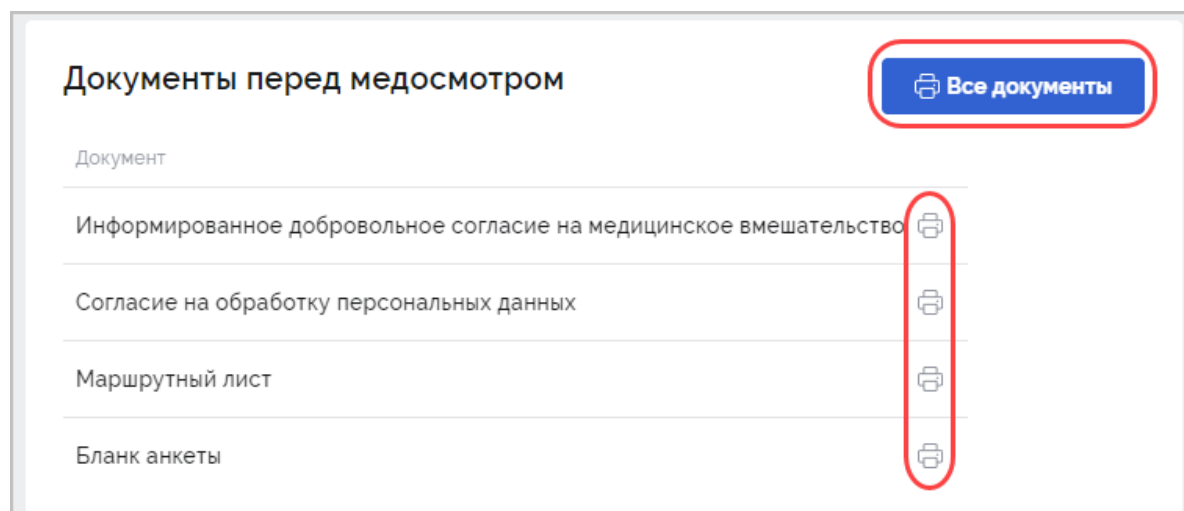 Документы перед медосмотром
Все документы
Документ
Информированное добровольное согласие на медицинское вмешательство
Согласие на обработку персональных данных
Маршрутный лист
Бланк анкеты